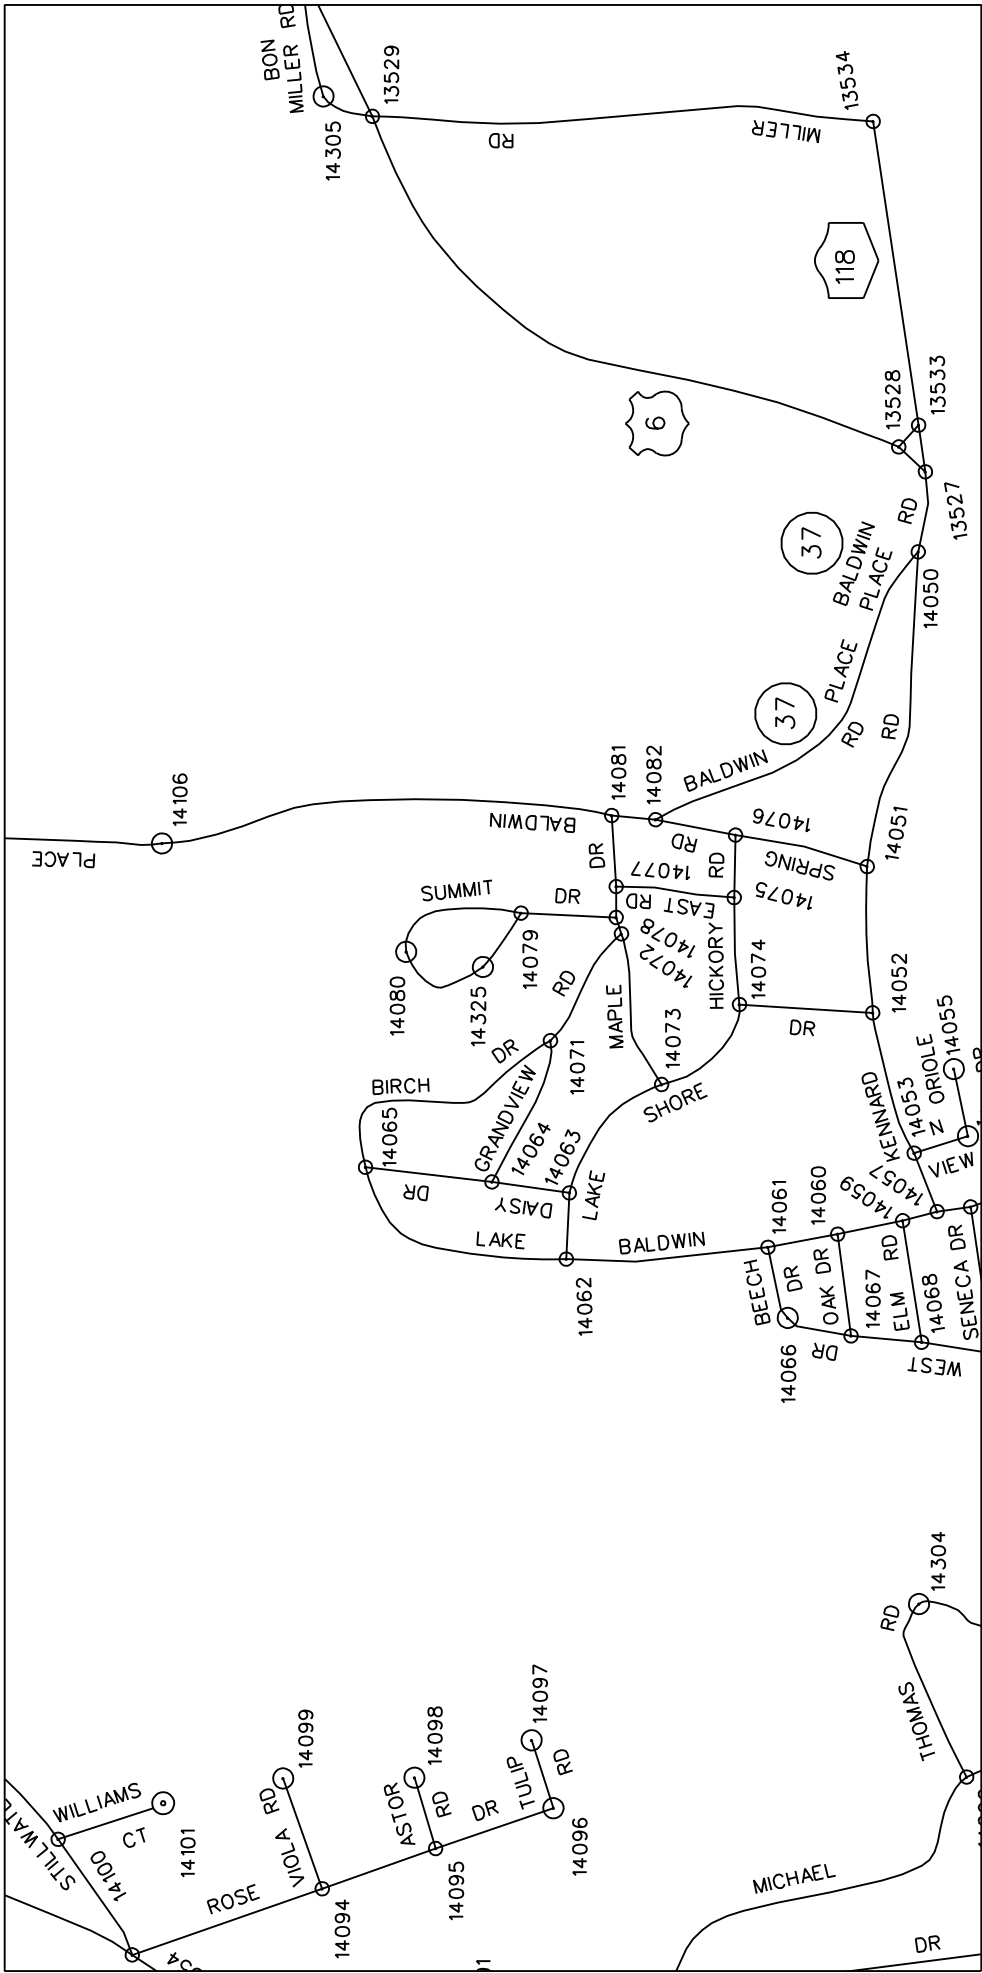 BON
MILLER RD
14305
13529
RD
MILLER
13534
118
6
13528
13533
13527
37
BALDWIN
PLACE
RD
14050
PLACE
37
RD
RD
BALDWIN
14106
PLACE
BALDWIN
14081
14082
DR
14077
RD
RD
14076
SPRING
14051
SUMMIT
DR
EAST RD
14075
14080
14325
14079
14078
14072
RD
HICKORY
14074
MAPLE
14073
DR
14052
BIRCH
DR
14071
GRANDVIEW
14065
14064
14063
SHORE
DR
DAISY
LAKE
LAKE
BALDWIN
14062
KENNARD
14053
N ORIOLE
14055
VIEW
14057
14059
14060
14061
BEECH
DR
OAK DR
ELM RD
SENECA DR
14066
DR
14067
14068
WEST
14304
RD
THOMAS
14097
TULIP
RD
14096
14098
ASTOR
RD
DR
14095
14099
VIOLA RD
14094
ROSE
WILLIAMS
CT
14101
14100
MICHAEL
DR